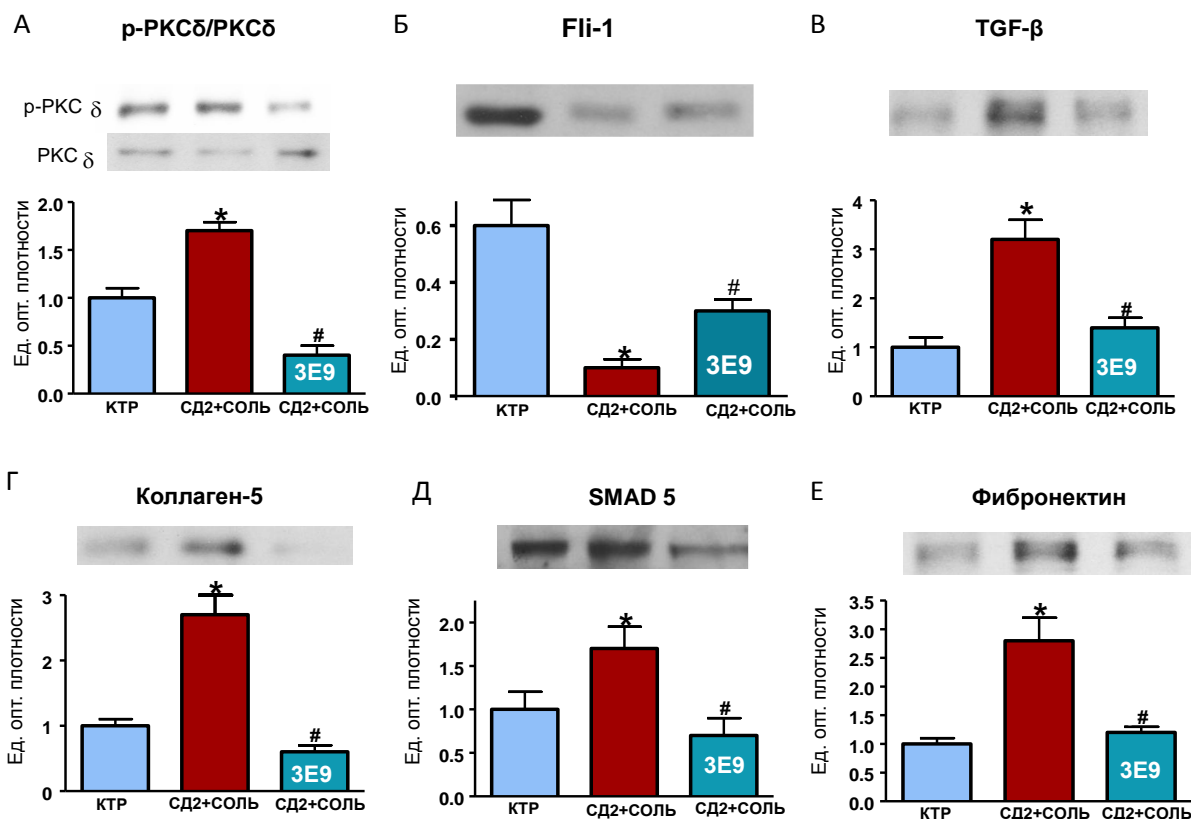 А
p-PKCδ/PKCδ
p-PKC δ
PKC δ
Ед. опт. плотности
2.0
1.5
1.0
0.5
0.0
*
#
3E9
КТР
СД2+СОЛЬ
СД2+СОЛЬ
Б
Fli-1
0.6
0.4
0.2
0.0
Ед. опт. плотности
*
#
3E9
КТР
СД2+СОЛЬ
СД2+СОЛЬ
В
TGF-β
Ед. опт. плотности
4
3
2
1
0
*
#
3E9
КТР
СД2+СОЛЬ
СД2+СОЛЬ
Г
Коллаген-5
Ед. опт. плотности
3
2
1
0
*
#
3E9
КТР
СД2+СОЛЬ
СД2+СОЛЬ
Д
SMAD 5
Ед. опт. плотности
2.0
1.5
1.0
0.5
0.0
*
#
3E9
КТР
СД2+СОЛЬ
СД2+СОЛЬ
Е
Фибронектин
Ед. опт. плотности
3.5
3.0
2.5
2.0
1.5
1.0
0.5
0.0
*
#
3E9
КТР
СД2+СОЛЬ
СД2+СОЛЬ